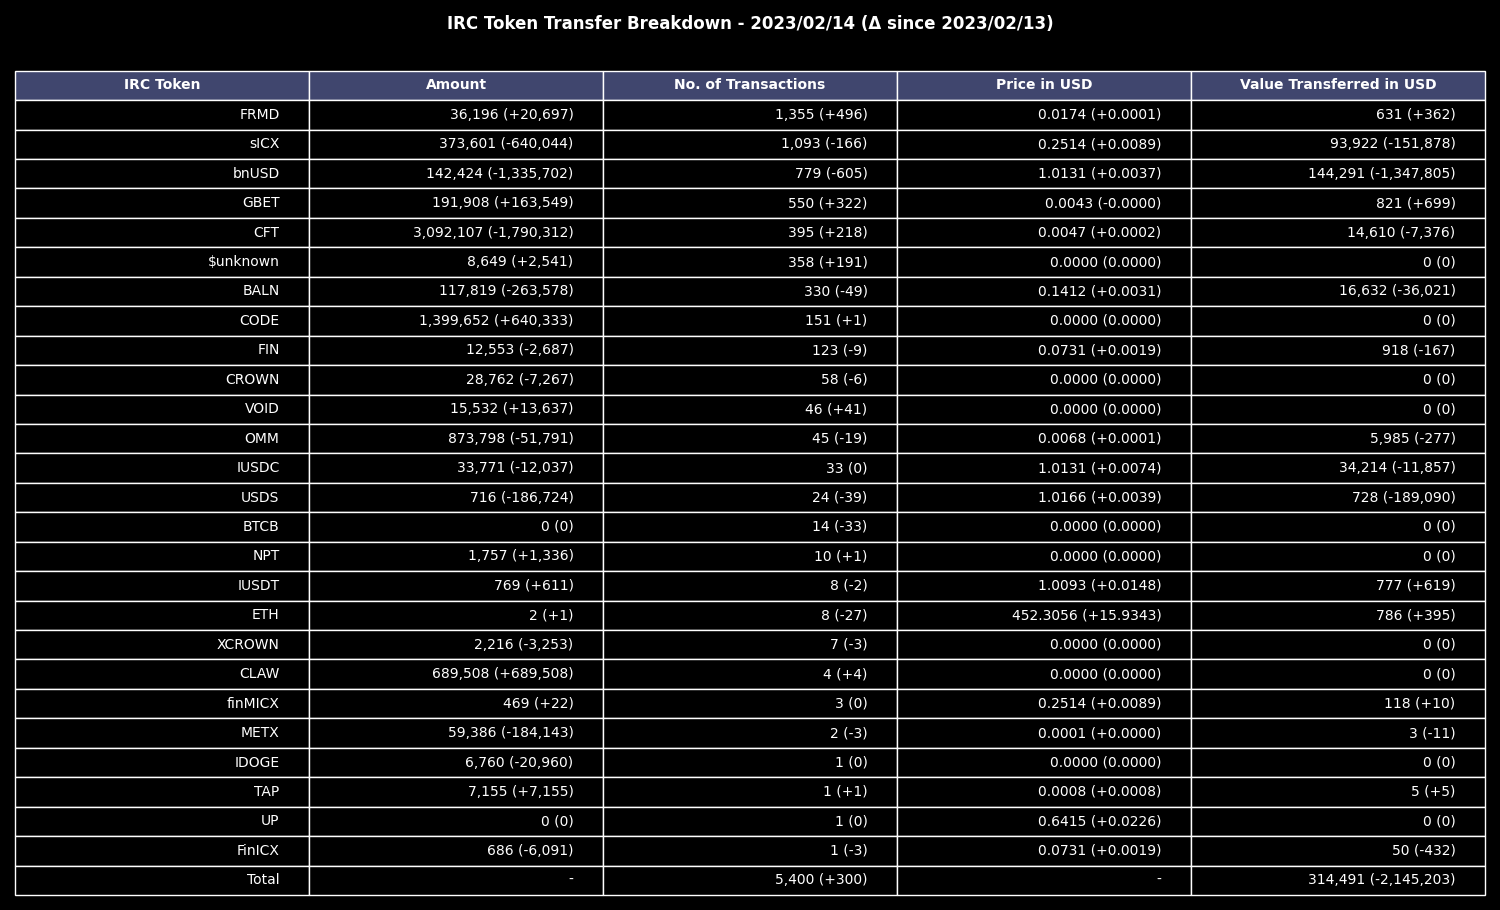 IRC Token Transfer Breakdown - 2023/02/14 (Δ since 2023/02/13)
IRC Token Amount No. of Transactions Price in USD Value Transferred in USD
FRMD 36,196 (+20,697) 1,355 (+496) 0.0174 (+0.0001) 631 (+362)
sICX 373,601 (-640,044) 1,093 (-166) 0.2514 (+0.0089) 93,922 (-151,878)
bnUSD 142,424 (-1,335,702) 779 (-605) 1.0131 (+0.0037) 144,291 (-1,347,805)
GBET 191,908 (+163,549) 550 (+322) 0.0043 (-0.0000) 821 (+699)
CFT 3,092,107 (-1,790,312) 395 (+218) 0.0047 (+0.0002) 14,610 (-7,376)
$unknown 8,649 (+2,541) 358 (+191) 0.0000 (0.0000) 0 (0)
BALN 117,819 (-263,578) 330 (-49) 0.1412 (+0.0031) 16,632 (-36,021)
CODE 1,399,652 (+640,333) 151 (+1) 0.0000 (0.0000) 0 (0)
FIN 12,553 (-2,687) 123 (-9) 0.0731 (+0.0019) 918 (-167)
CROWN 28,762 (-7,267) 58 (-6) 0.0000 (0.0000) 0 (0)
VOID 15,532 (+13,637) 46 (+41) 0.0000 (0.0000) 0 (0)
OMM 873,798 (-51,791) 45 (-19) 0.0068 (+0.0001) 5,985 (-277)
IUSDC 33,771 (-12,037) 33 (0) 1.0131 (+0.0074) 34,214 (-11,857)
USDS 716 (-186,724) 24 (-39) 1.0166 (+0.0039) 728 (-189,090)
BTCB 0 (0) 14 (-33) 0.0000 (0.0000) 0 (0)
NPT 1,757 (+1,336) 10 (+1) 0.0000 (0.0000) 0 (0)
IUSDT 769 (+611) 8 (-2) 1.0093 (+0.0148) 777 (+619)
ETH 2 (+1) 8 (-27) 452.3056 (+15.9343) 786 (+395)
XCROWN 2,216 (-3,253) 7 (-3) 0.0000 (0.0000) 0 (0)
CLAW 689,508 (+689,508) 4 (+4) 0.0000 (0.0000) 0 (0)
finMICX 469 (+22) 3 (0) 0.2514 (+0.0089) 118 (+10)
METX 59,386 (-184,143) 2 (-3) 0.0001 (+0.0000) 3 (-11)
IDOGE 6,760 (-20,960) 1 (0) 0.0000 (0.0000) 0 (0)
TAP 7,155 (+7,155) 1 (+1) 0.0008 (+0.0008) 5 (+5)
UP 0 (0) 1 (0) 0.6415 (+0.0226) 0 (0)
FinICX 686 (-6,091) 1 (-3) 0.0731 (+0.0019) 50 (-432)
Total - 5,400 (+300) - 314,491 (-2,145,203)